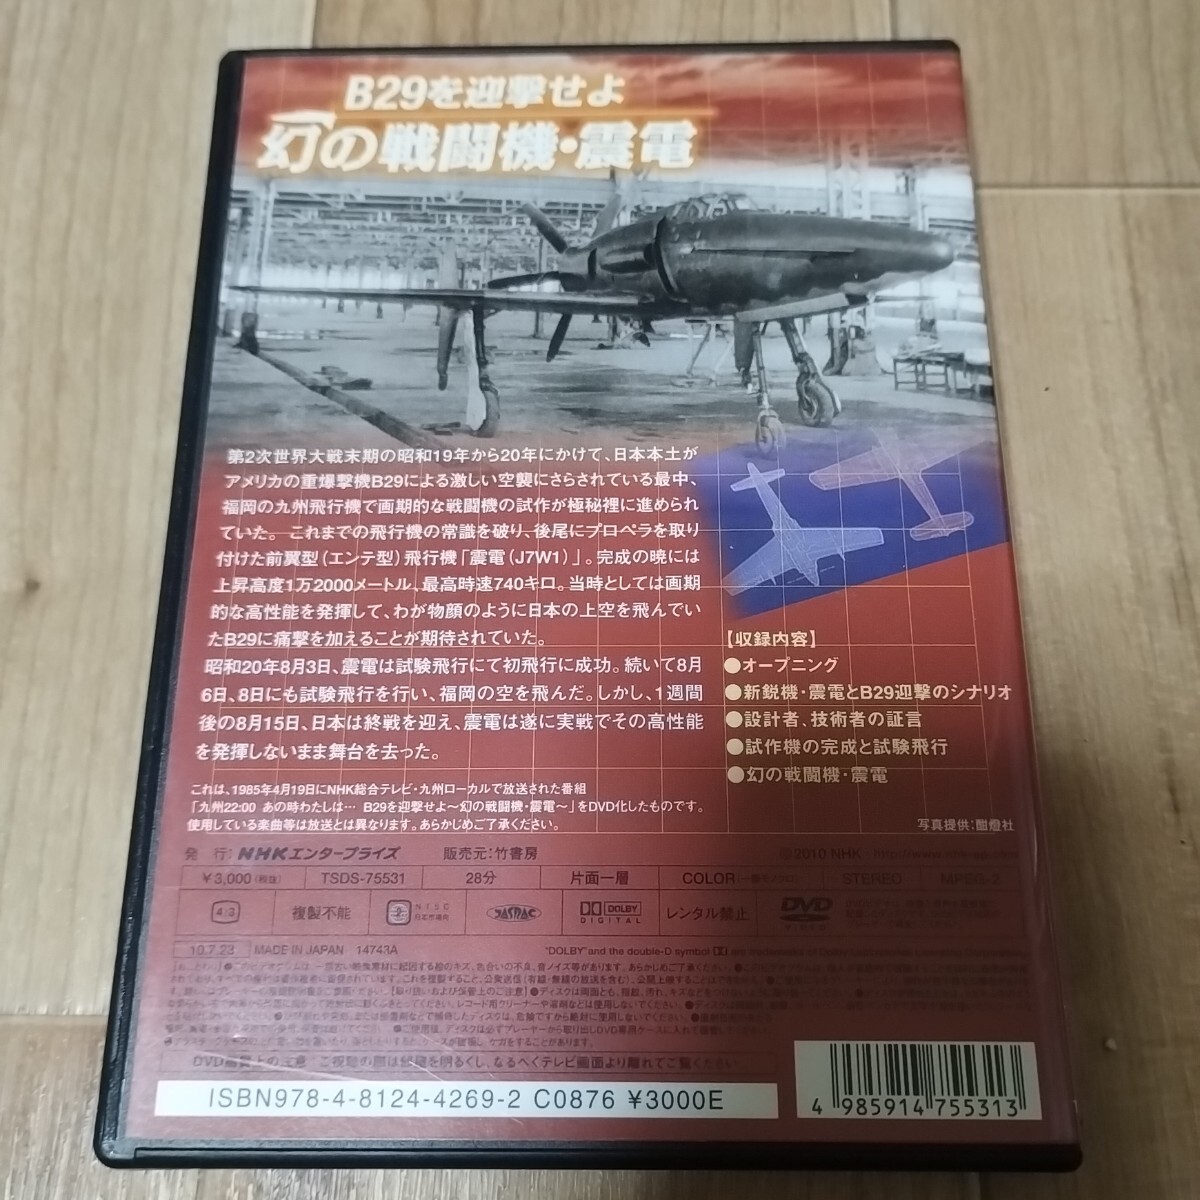 B29を迎撃せよ
幻の戦闘機・震電
第2次世界大戦末期の昭和19年から20年にかけて、日本本土が
アメリカの重爆撃機B29による激しい空襲にさらされている最中、
福岡の九州飛行機で画期的な戦闘機の試作が極秘裡に進められ
ていた。これまでの飛行機の常識を破り、後尾にプロペラを取り
付けた前翼型（エンテ型）飛行機「震電（J7W1）」。完成の暁には
上昇高度1万2000メートル、最高時速740キロ。当時としては画期
的な高性能を発揮して、わが物顔のように日本の上空を飛んでい
たB29に痛撃を加えることが期待されていた。
昭和20年8月3日、震電は試験飛行にて初飛行に成功。続いて8月
6日、8日にも試験飛行を行い、福岡の空を飛んだ。しかし、1週間
後の8月15日、日本は終戦を迎え、震電は遂に実戦でその高性能
を発揮しないまま舞台を去った。
【収録内容】
●オープニング
●新鋭機・震電とB29迎撃のシナリオ
●設計者、技術者の証言
●試作機の完成と試験飛行
●幻の戦闘機・震電
これは、1985年4月19日にNHK総合テレビ・九州ローカルで放送された番組
「九州22:00 あの時わたしは… B29を迎撃せよ〜幻の戦闘機・震電〜」をDVD化したものです。
使用している楽曲等は放送とは異なります。あらかじめご了承ください。
写真提供：酣燈社
発 行：NHKエンタープライズ 販売元：竹書房 ©2010 NHK
¥3,000（税抜） TSDS-75531 28分 片面一層 COLOR STEREO MPEG-2
4:3 複製不能 2 NTSC 日本市場向 JASRAC DOLBY DIGITAL レンタル禁止 DVD VIDEO
10.7.23 MADE IN JAPAN 14743A "DOLBY" and the double-D symbol
ISBN978-4-8124-4269-2 C0876 ¥3000E
4 985914 755313